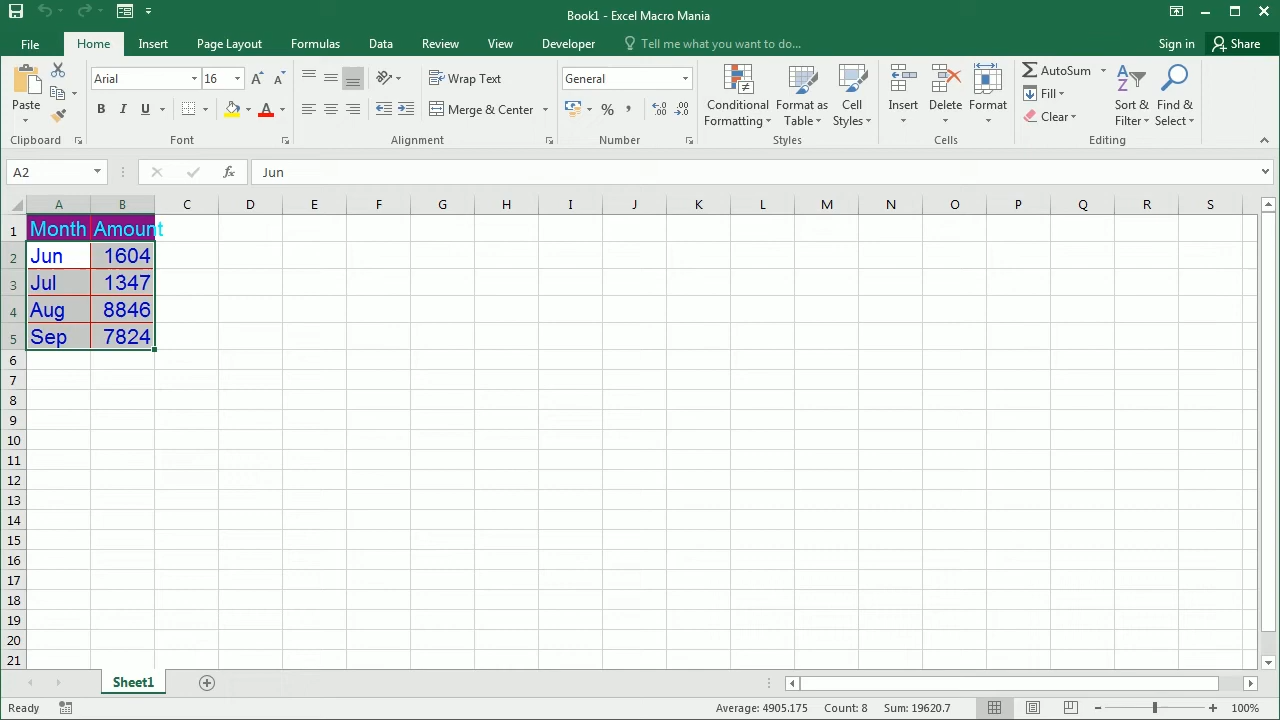 Book1 - Excel Macro Mania
File Home Insert Page Layout Formulas Data Review View Developer Tell me what you want to do... Sign in Share
Paste
Clipboard
Arial 16 A A
B I U A
Font
Wrap Text
Merge & Center
Alignment
General
% , .0 .00 .00 .0
Number
Conditional Formatting
Format as Table
Cell Styles
Styles
Insert Delete Format
Cells
AutoSum
Fill
Clear
Sort & Filter
Find & Select
Editing
A2 fx Jun
A B C D E F G H I J K L M N O P Q R S
1 Month Amount
2 Jun 1604
3 Jul 1347
4 Aug 8846
5 Sep 7824
6
7
8
9
10
11
12
13
14
15
16
17
18
19
20
21
Sheet1
Ready Average: 4905.175 Count: 8 Sum: 19620.7 100%